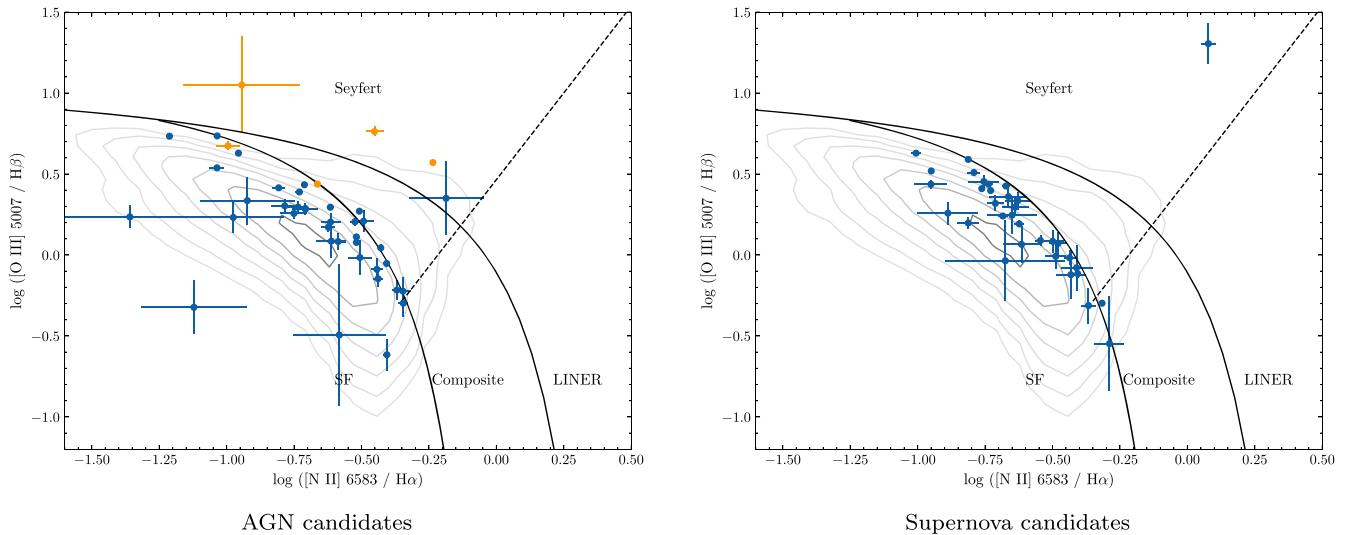 1.5
1.0
0.5
0.0
−0.5
−1.0
log ([O III] 5007 / Hβ)
Seyfert
SF
Composite
LINER
−1.50 −1.25 −1.00 −0.75 −0.50 −0.25 0.00 0.25 0.50
log ([N II] 6583 / Hα)
AGN candidates
1.5
1.0
0.5
0.0
−0.5
−1.0
log ([O III] 5007 / Hβ)
Seyfert
SF
Composite
LINER
−1.50 −1.25 −1.00 −0.75 −0.50 −0.25 0.00 0.25 0.50
log ([N II] 6583 / Hα)
Supernova candidates